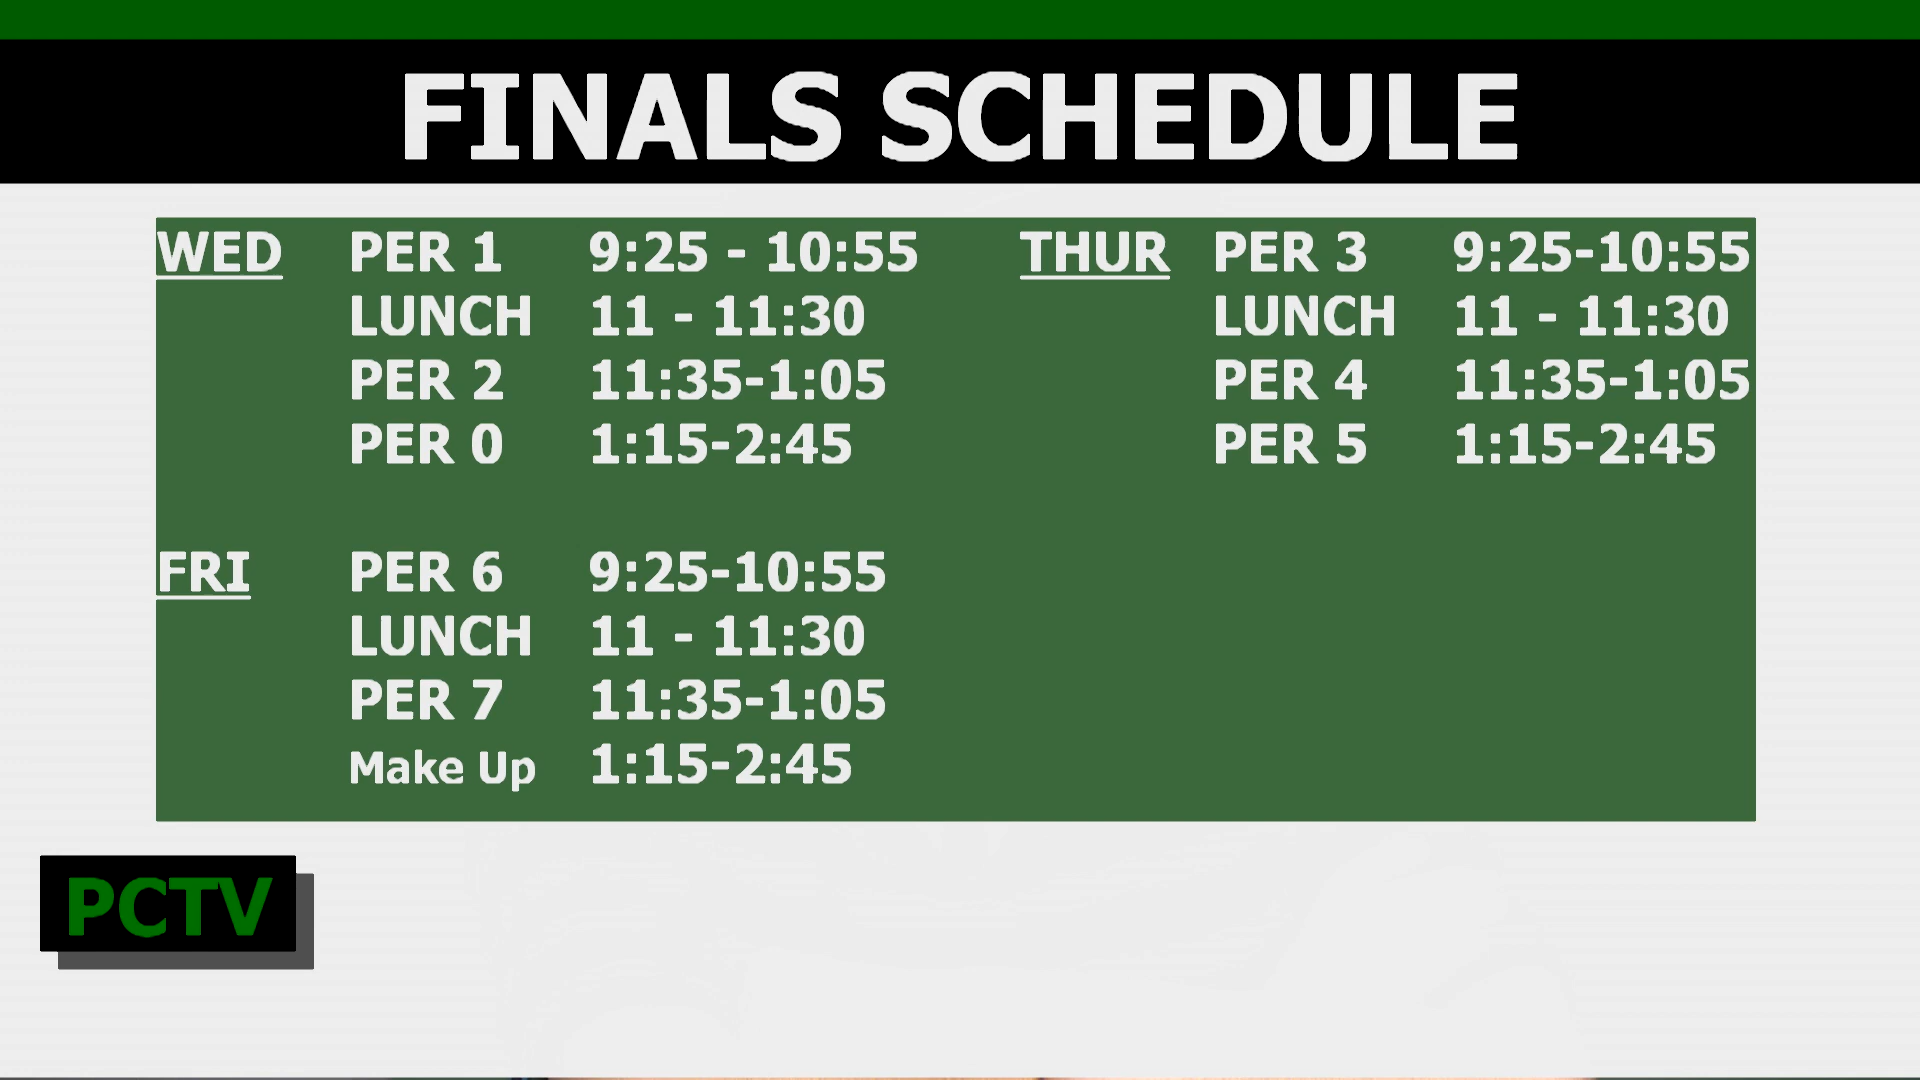 FINALS SCHEDULE
WED PER 1 9:25 - 10:55
LUNCH 11 - 11:30
PER 2 11:35-1:05
PER 0 1:15-2:45
THUR PER 3 9:25-10:55
LUNCH 11 - 11:30
PER 4 11:35-1:05
PER 5 1:15-2:45
FRI PER 6 9:25-10:55
LUNCH 11 - 11:30
PER 7 11:35-1:05
Make Up 1:15-2:45
PCTV